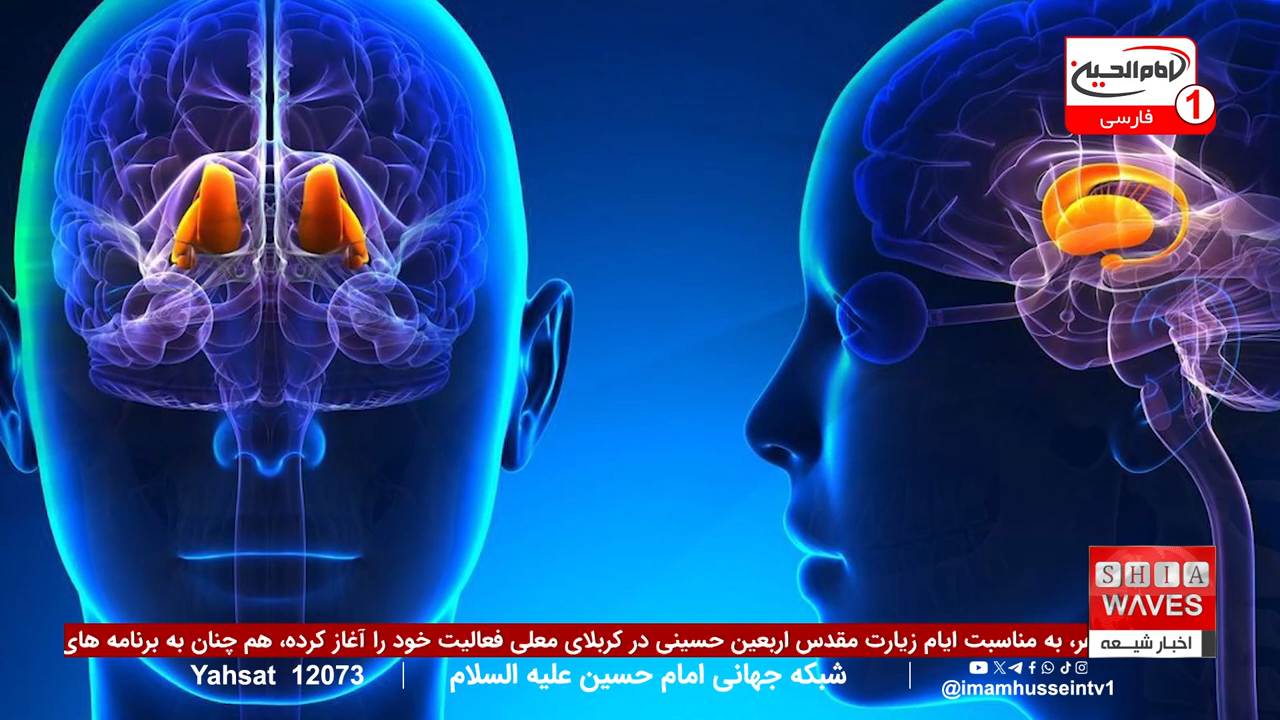 امام الحسین
1
فارسی
SHIA
WAVES
اخبار شیعه
به مناسبت ایام زیارت مقدس اربعین حسینی در کربلای معلی فعالیت خود را آغاز کرده، هم چنان به برنامه های
شبکه جهانی امام حسین علیه السلام
Yahsat 12073
@imamhusseintv1